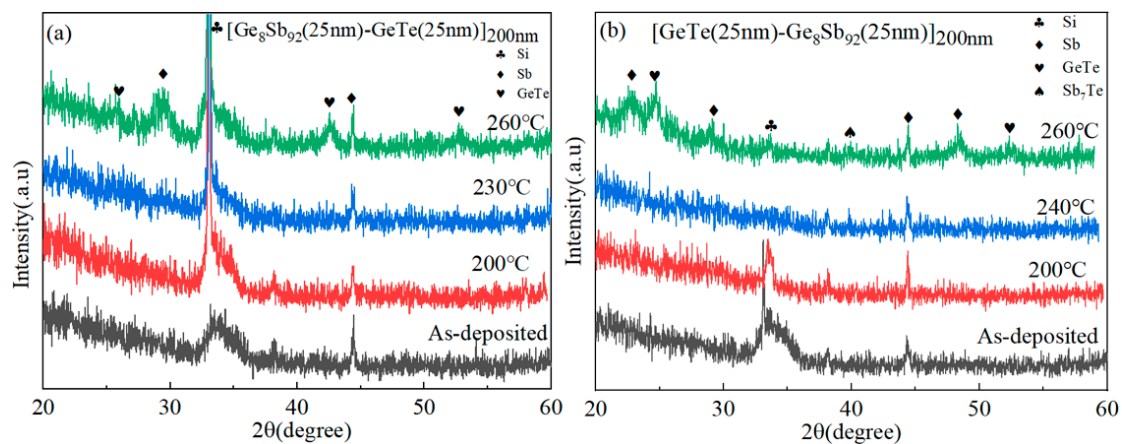 (a)
♣ [Ge₈Sb₉₂(25nm)-GeTe(25nm)]₂₀₀nm
♣ Si
♦ Sb
♥ GeTe
260°C
230°C
200°C
As-deposited
Intensity(.a.u)
20 30 40 50 60
2θ(degree)
(b)
[GeTe(25nm)-Ge₈Sb₉₂(25nm)]₂₀₀nm
♣ Si
♦ Sb
♥ GeTe
♠ Sb₇Te
260°C
240°C
200°C
As-deposited
Intensity(.a.u)
20 30 40 50 60
2θ(degree)